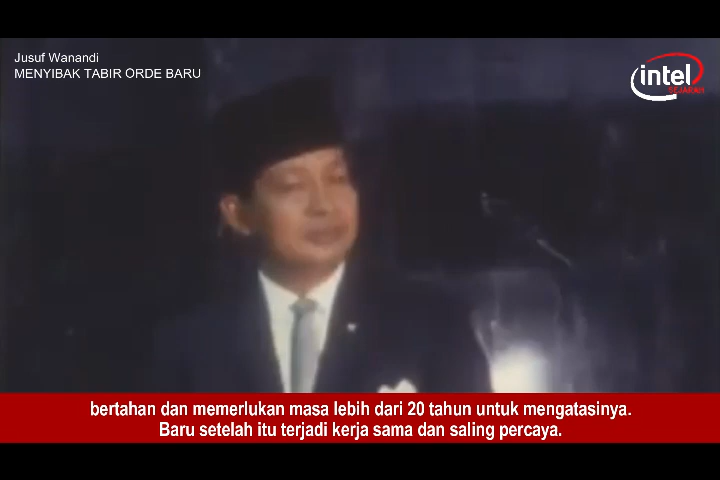 Jusuf Wanandi
MENYIBAK TABIR ORDE BARU
intel
SEJARAH
bertahan dan memerlukan masa lebih dari 20 tahun untuk mengatasinya.
Baru setelah itu terjadi kerja sama dan saling percaya.